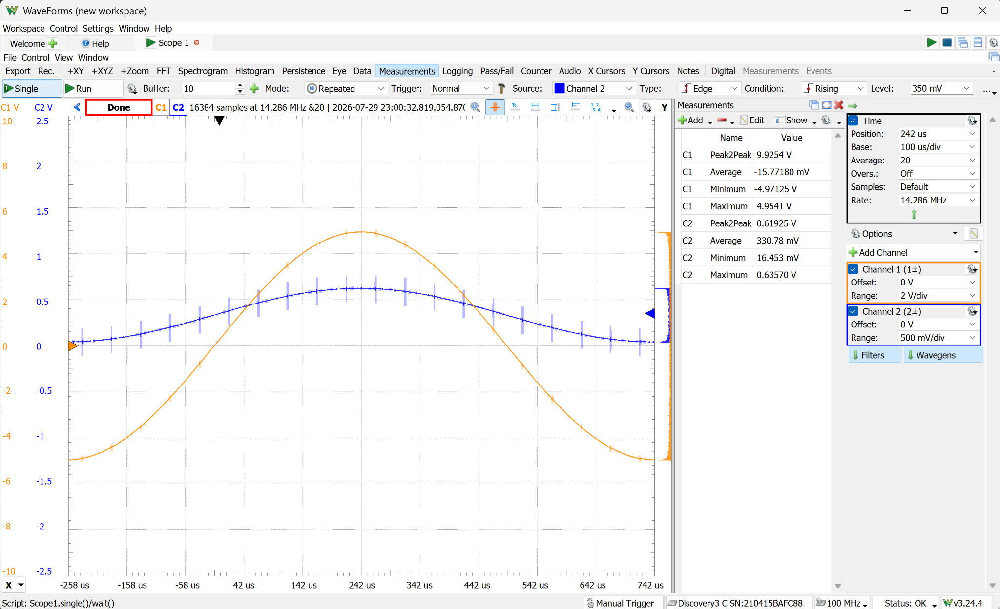 WaveForms (new workspace)
Workspace Control Settings Window Help
Welcome Help Scope 1
File Control View Window
Export Rec. +XY +XYZ +Zoom FFT Spectrogram Histogram Persistence Eye Data Measurements Logging Pass/Fail Counter Audio X Cursors Y Cursors Notes Digital Measurements Events -
Single Run Buffer: 10 Mode: Repeated Trigger: Normal Source: Channel 2 Type: Edge Condition: Rising Level: 350 mV ...
C1 V C2 V Done C1 C2 16384 samples at 14.286 MHz &20 | 2026-07-29 23:00:32.819.054.870 Y
10 2.5
8 2
6 1.5
4 1
2 0.5
0 0
-2 -0.5
-4 -1
-6 -1.5
-8 -2
-10 -2.5
X -258 us -158 us -58 us 42 us 142 us 242 us 342 us 442 us 542 us 642 us 742 us
Measurements
Add Edit Show
Name Value
C1 Peak2Peak 9.9254 V
C1 Average -15.77180 mV
C1 Minimum -4.97125 V
C1 Maximum 4.9541 V
C2 Peak2Peak 0.61925 V
C2 Average 330.78 mV
C2 Minimum 16.453 mV
C2 Maximum 0.63570 V
Time
Position: 242 us
Base: 100 us/div
Average: 20
Overs.: Off
Samples: Default
Rate: 14.286 MHz
Options
Add Channel
Channel 1 (1±)
Offset: 0 V
Range: 2 V/div
Channel 2 (2±)
Offset: 0 V
Range: 500 mV/div
Filters Wavegens
Script: Scope1.single()/wait() Manual Trigger Discovery3 C SN:210415BAFC88 100 MHz Status: OK v3.24.4